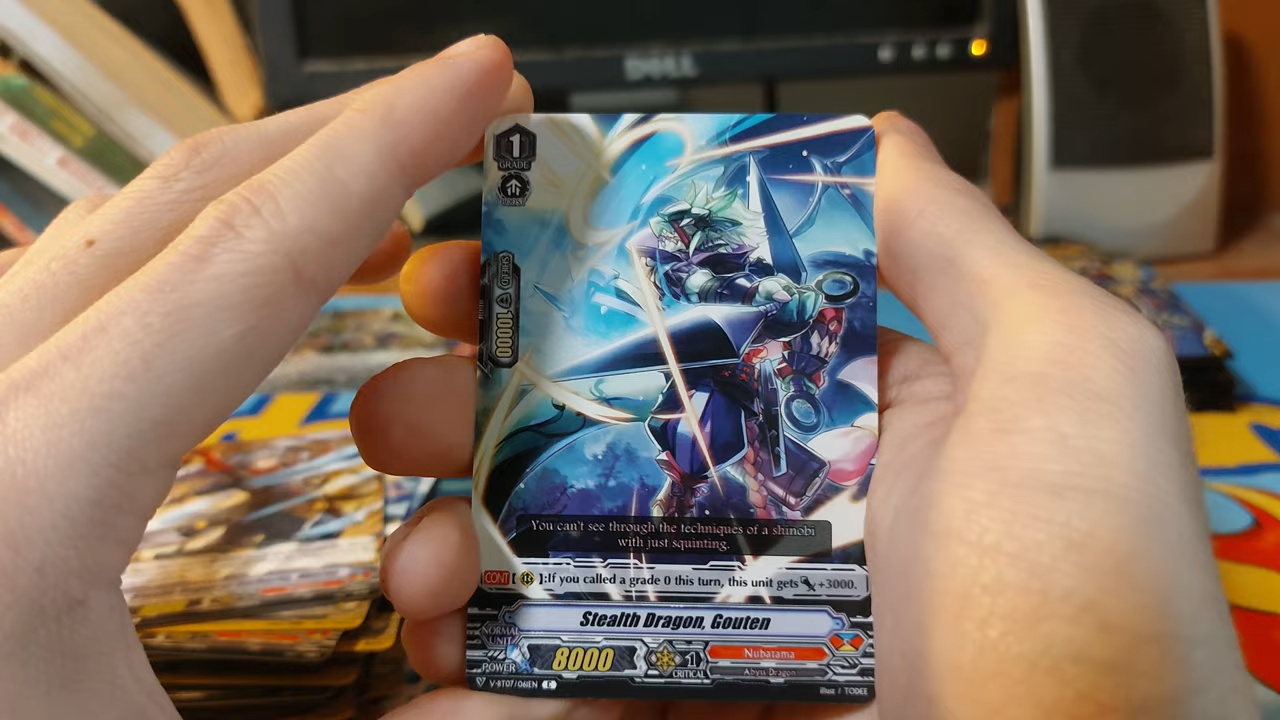 DELL
1
GRADE
BOOST
SHIELD 10000
You can't see through the techniques of a shinobi
with just squinting.
CONT [ ]:If you called a grade 0 this turn, this unit gets +3000.
Stealth Dragon, Gouten
NORMAL
UNIT
POWER 8000 1 CRITICAL
Nubatama
Abyss Dragon
V-BT07/061EN C illust / TODEE